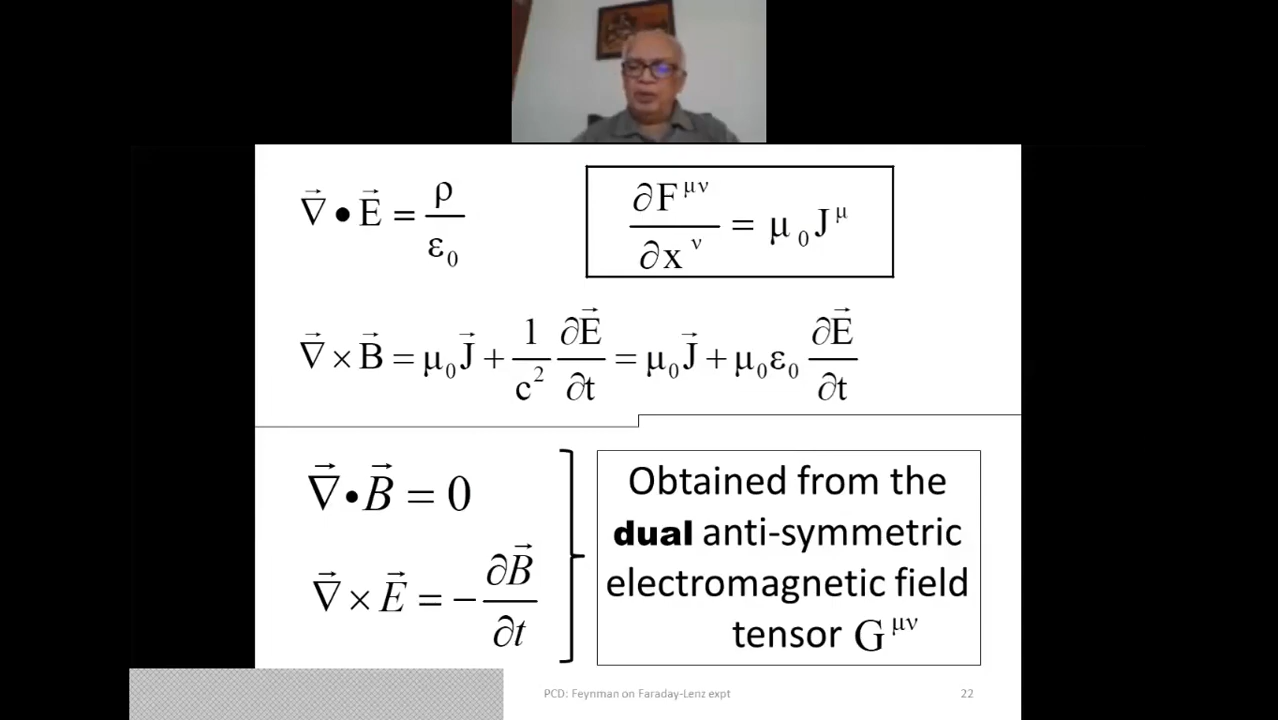 ∇⃗ • E⃗ = ρ/ε₀
∂F^μν/∂x^ν = μ₀J^μ
∇⃗ × B⃗ = μ₀J⃗ + 1/c² ∂E⃗/∂t = μ₀J⃗ + μ₀ε₀ ∂E⃗/∂t
∇⃗ • B⃗ = 0
∇⃗ × E⃗ = − ∂B⃗/∂t
Obtained from the
dual anti-symmetric
electromagnetic field
tensor G^μν
PCD: Feynman on Faraday-Lenz expt
22